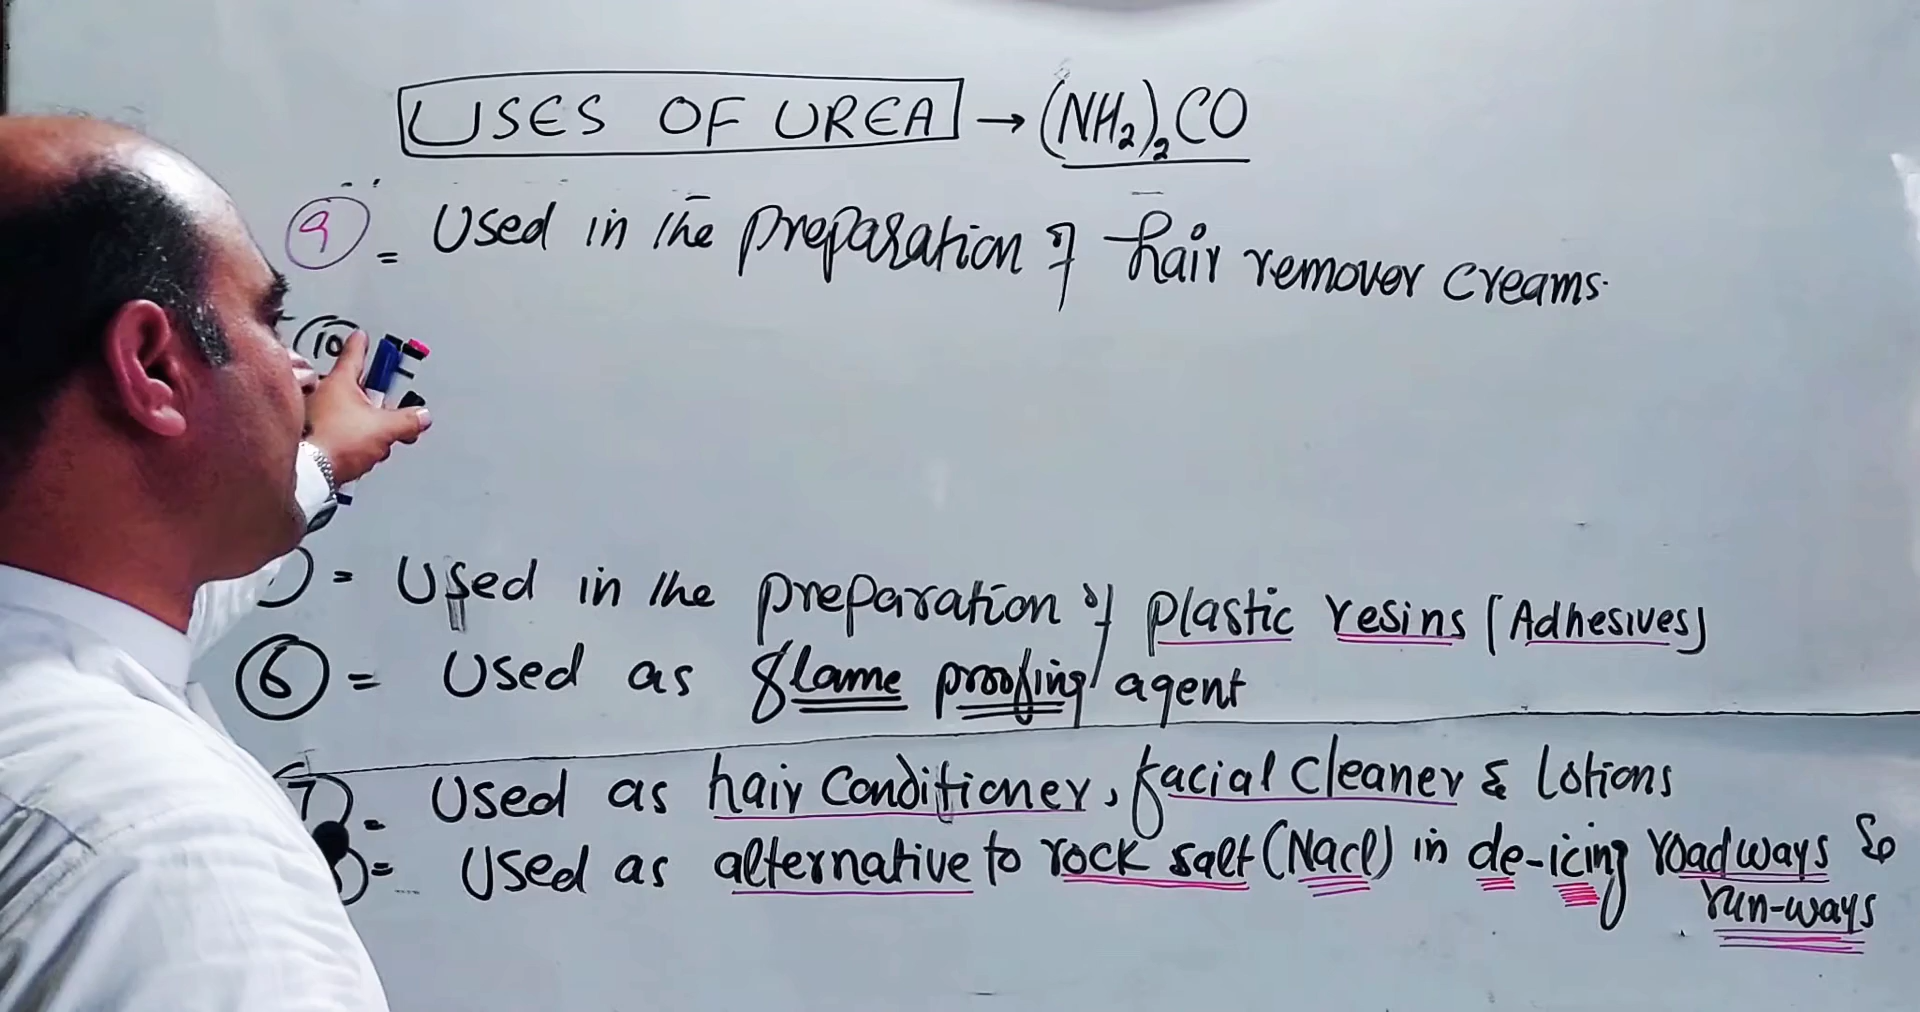 USES OF UREA → (NH₂)₂CO
9 = Used in the preparation of hair remover creams.
10
) = Used in the preparation of plastic resins (Adhesives)
6 = Used as flame proofing agent
7 = Used as hair conditioner, facial cleaner & lotions
) = Used as alternative to rock salt (Nacl) in de-icing roadways &
run-ways